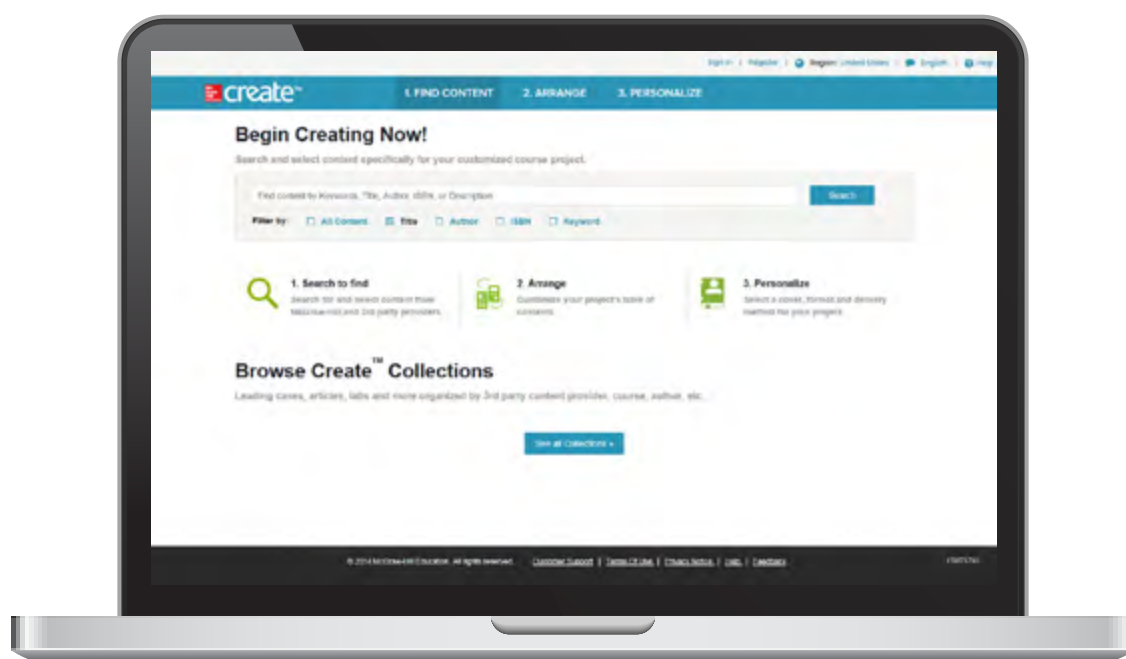 Sign In | Register | Region: United States | English | Help
create™
1. FIND CONTENT 2. ARRANGE 3. PERSONALIZE
Begin Creating Now!
Search and select content specifically for your customized course project.
Find content by Keywords, Title, Author, ISBN, or Description
Search
Filter by: All Content Title Author ISBN Keyword
1. Search to find
Search for and select content from
McGraw-Hill and 3rd party providers.
2. Arrange
Customize your project's table of
contents.
3. Personalize
Select a cover, format and delivery
method for your project.
Browse Create™ Collections
Leading cases, articles, labs and more organized by 3rd party content provider, course, author, etc.
See all Collections »
© 2014 McGraw-Hill Education. All rights reserved. Customer Support | Terms Of Use | Privacy Notice | Help | Feedback